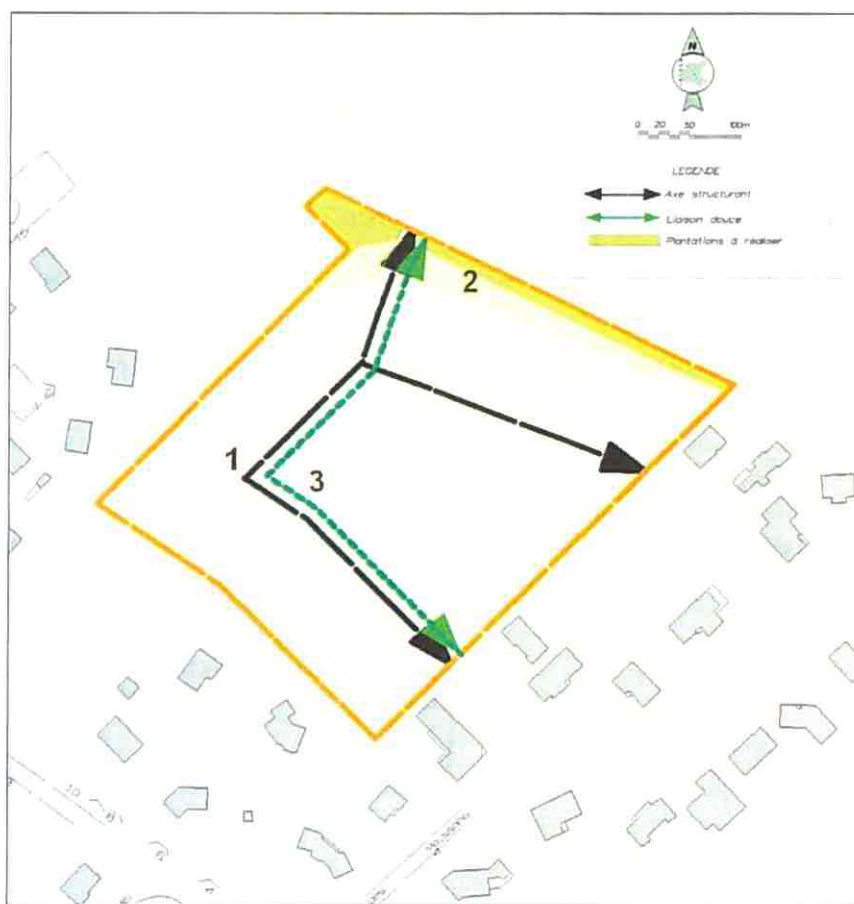 N
0 20 50 100m
LEGENDE
Axe structurant
Liaison douce
Plantations à réaliser
2
1
3